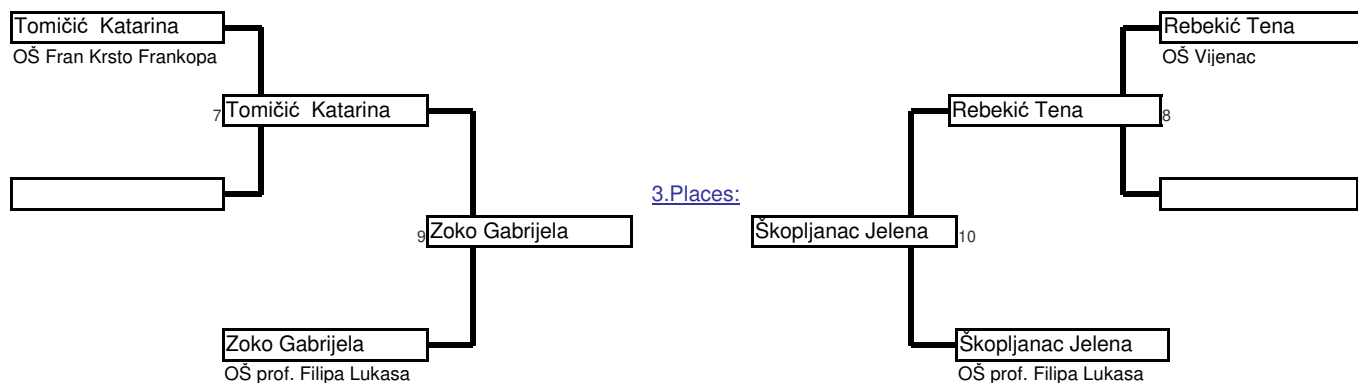 Tomičić  Katarina
OŠ Fran Krsto Frankopa
Rebekić Tena
OŠ Vijenac
7 Tomičić  Katarina
Rebekić Tena 8
3.Places:
9 Zoko Gabrijela
Škopljanac Jelena 10
Zoko Gabrijela
OŠ prof. Filipa Lukasa
Škopljanac Jelena
OŠ prof. Filipa Lukasa